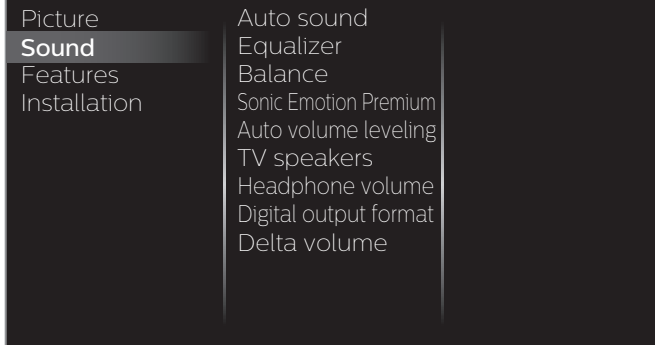 Picture
Sound
Features
Installation
Auto sound
Equalizer
Balance
Sonic Emotion Premium
Auto volume leveling
TV speakers
Headphone volume
Digital output format
Delta volume